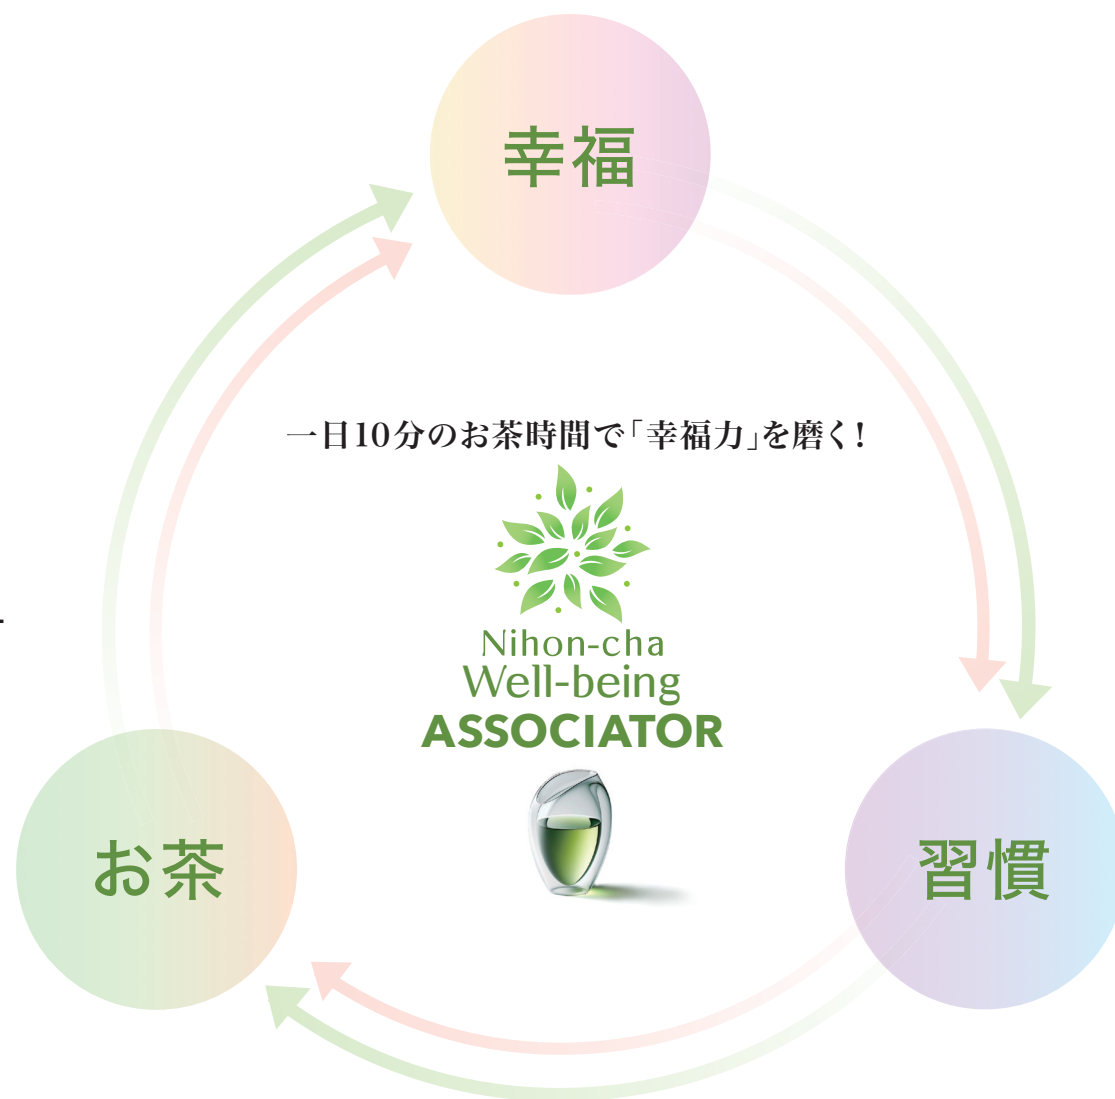 幸福
一日10分のお茶時間で「幸福力」を磨く!
Nihon-cha
Well-being
ASSOCIATOR
お茶
習慣